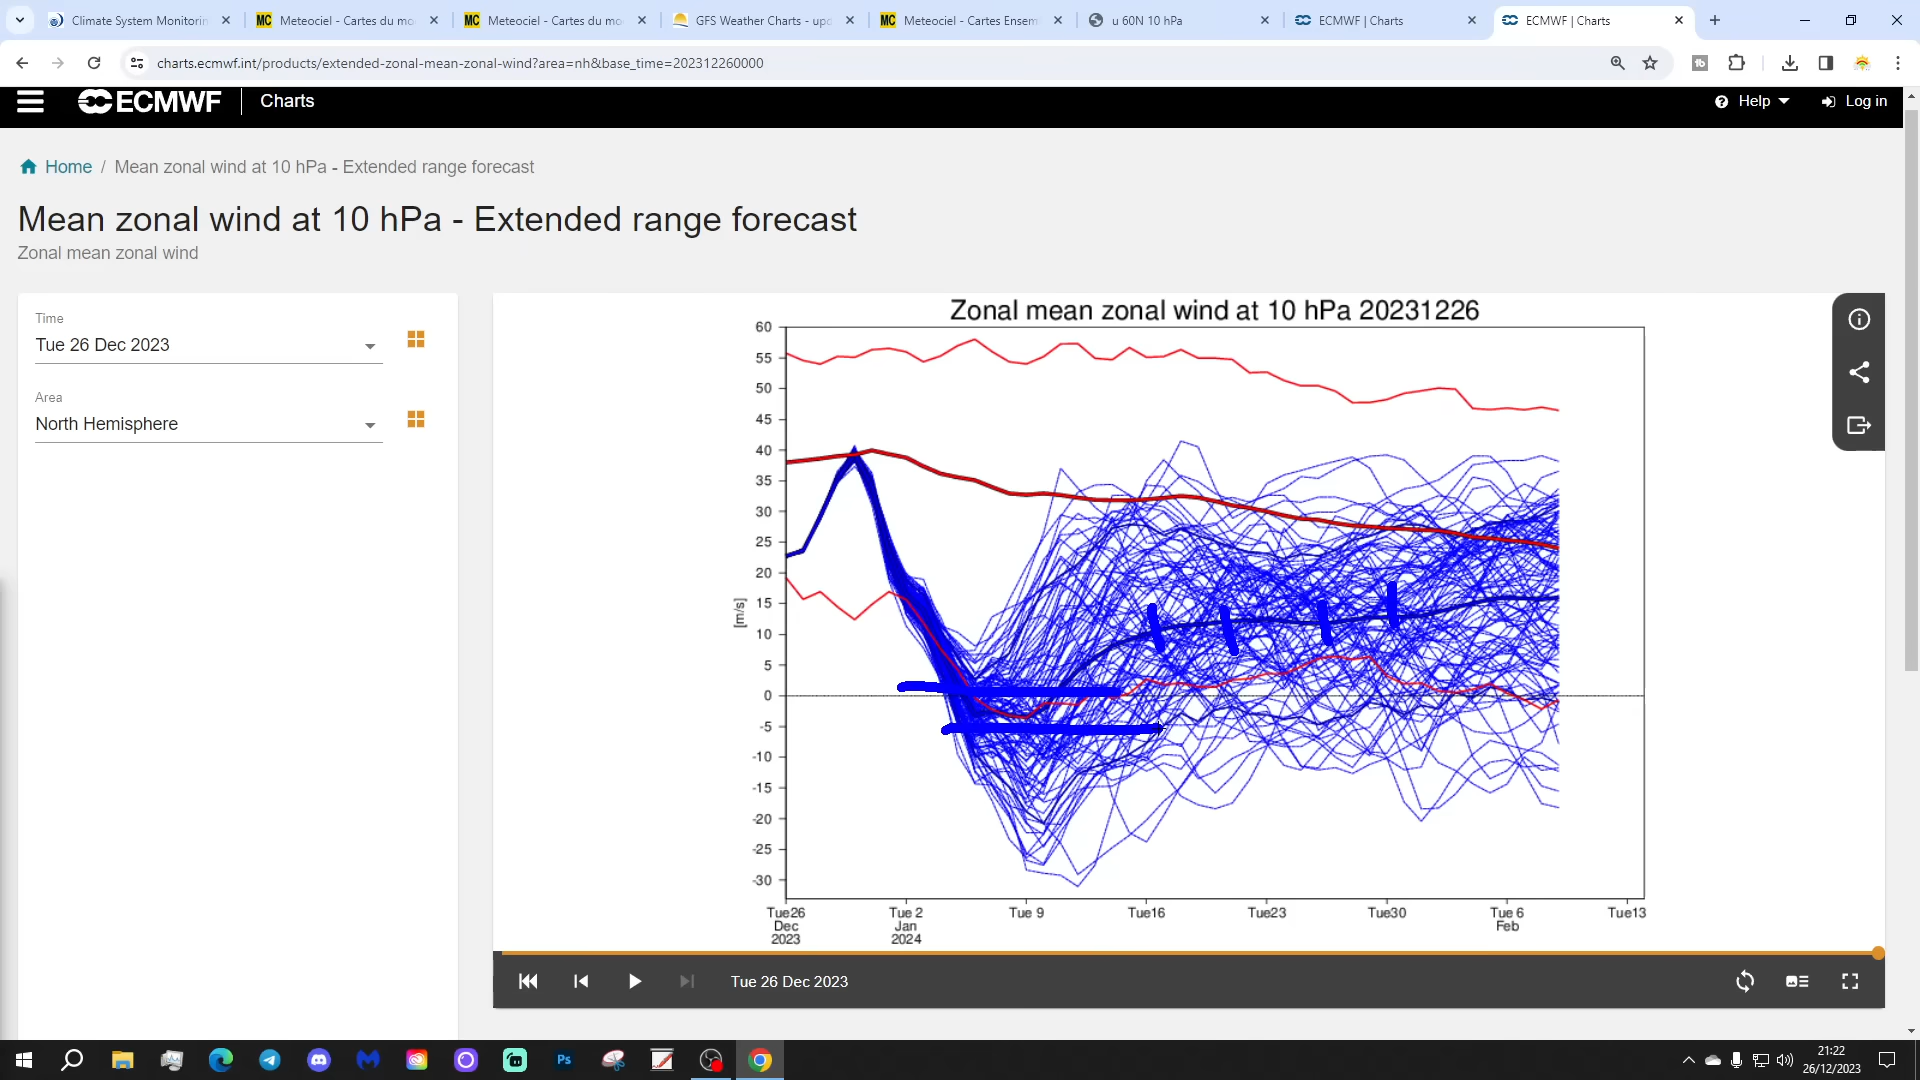 Climate System Monitorin
MC Meteociel - Cartes du mo
MC Meteociel - Cartes du mo
GFS Weather Charts - upd
MC Meteociel - Cartes Ensem
u 60N 10 hPa
ECMWF | Charts
ECMWF | Charts
charts.ecmwf.int/products/extended-zonal-mean-zonal-wind?area=nh&base_time=202312260000
ECMWF Charts
Help
Log in
Home / Mean zonal wind at 10 hPa - Extended range forecast
Mean zonal wind at 10 hPa - Extended range forecast
Zonal mean zonal wind
Time
Tue 26 Dec 2023
Area
North Hemisphere
Zonal mean zonal wind at 10 hPa 20231226
60
55
50
45
40
35
30
25
20
15
10
5
0
-5
-10
-15
-20
-25
-30
[m/s]
Tue26 Tue 2 Tue 9 Tue16 Tue23 Tue30 Tue 6 Tue13
Dec Jan Feb
2023 2024
Tue 26 Dec 2023
Ps
21:22
26/12/2023